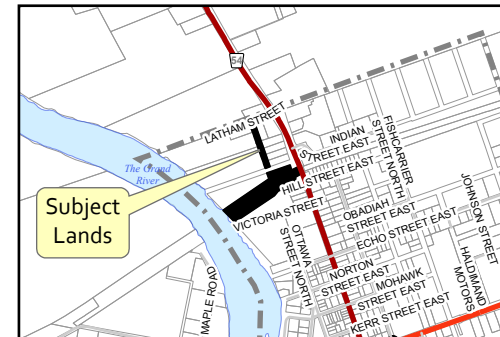 54
LATHAM STREET
The Grand
River
INDIAN
STREET EAST
FISHCARRIER
STREET NORTH
HILL STREET EAST
Subject
Lands
VICTORIA STREET
OBADIAH
STREET EAST
ECHO STREET EAST
JOHNSON STREET
HALDIMAND
MOTORS
OTTAWA
STREET NORTH
NORTON
STREET EAST
MAPLE ROAD
MOHAWK
STREET EAST
KERR STREET EAST